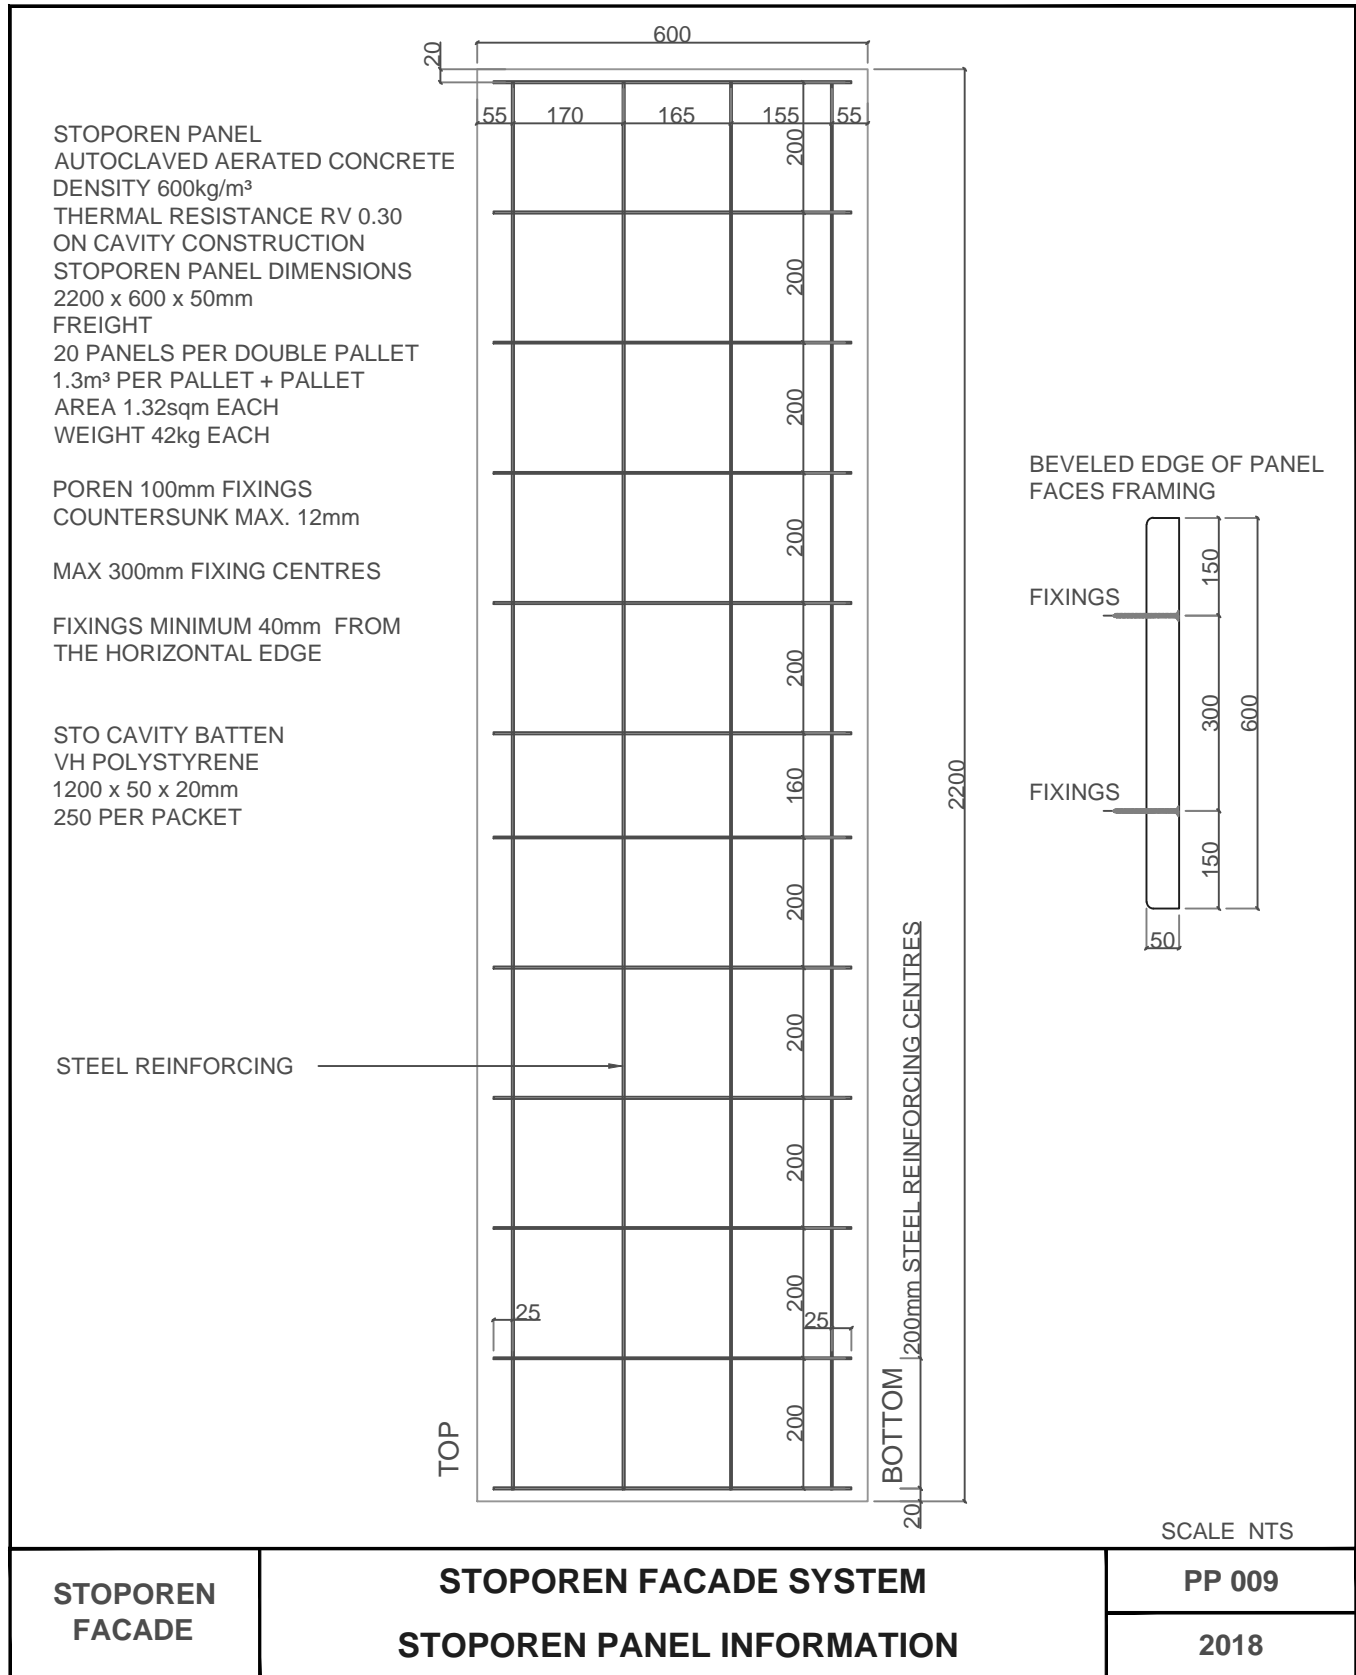 600
20
55 170 165 155 55
STOPOREN PANEL
AUTOCLAVED AERATED CONCRETE
DENSITY 600kg/m³
THERMAL RESISTANCE RV 0.30
ON CAVITY CONSTRUCTION
STOPOREN PANEL DIMENSIONS
2200 x 600 x 50mm
FREIGHT
20 PANELS PER DOUBLE PALLET
1.3m³ PER PALLET + PALLET
AREA 1.32sqm EACH
WEIGHT 42kg EACH
POREN 100mm FIXINGS
COUNTERSUNK MAX. 12mm
MAX 300mm FIXING CENTRES
FIXINGS MINIMUM 40mm FROM
THE HORIZONTAL EDGE
STO CAVITY BATTEN
VH POLYSTYRENE
1200 x 50 x 20mm
250 PER PACKET
STEEL REINFORCING
200
200
200
200
200
160
200
200
200
200
200
25
25
TOP
BOTTOM
200mm STEEL REINFORCING CENTRES
20
2200
BEVELED EDGE OF PANEL
FACES FRAMING
FIXINGS
FIXINGS
150
300
150
600
50
SCALE NTS
STOPOREN
FACADE
STOPOREN FACADE SYSTEM
STOPOREN PANEL INFORMATION
PP 009
2018